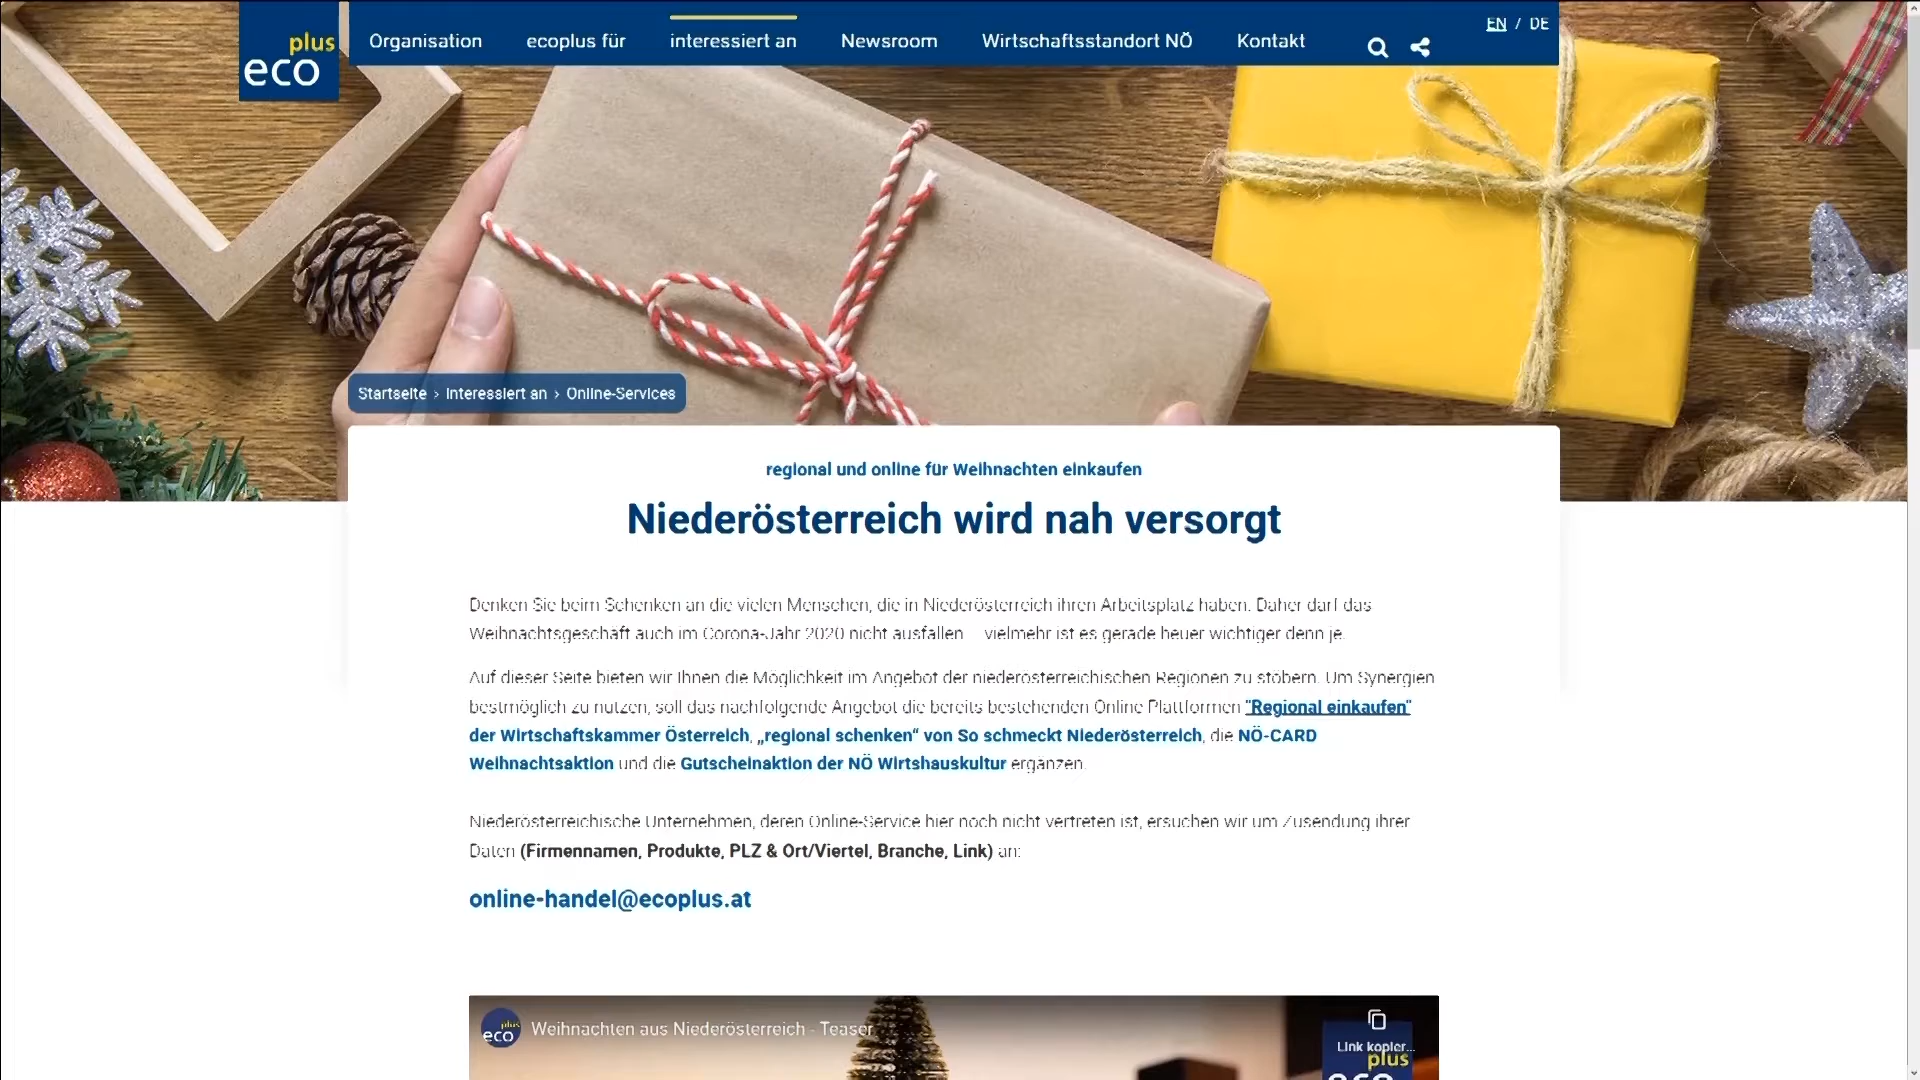 plus
eco
Organisation
ecoplus für
interessiert an
Newsroom
Wirtschaftsstandort NÖ
Kontakt
EN / DE
Startseite › Interessiert an › Online-Services
regional und online für Weihnachten einkaufen
Niederösterreich wird nah versorgt
Denken Sie beim Schenken an die vielen Menschen, die in Niederösterreich ihren Arbeitsplatz haben. Daher darf das
Weihnachtsgeschäft auch im Corona-Jahr 2020 nicht ausfallen – vielmehr ist es gerade heuer wichtiger denn je.
Auf dieser Seite bieten wir Ihnen die Möglichkeit im Angebot der niederösterreichischen Regionen zu stöbern. Um Synergien
bestmöglich zu nutzen, soll das nachfolgende Angebot die bereits bestehenden Online Plattformen "Regional einkaufen"
der Wirtschaftskammer Österreich, „regional schenken“ von So schmeckt Niederösterreich, die NÖ-CARD
Weihnachtsaktion und die Gutscheinaktion der NÖ Wirtshauskultur ergänzen.
Niederösterreichische Unternehmen, deren Online-Service hier noch nicht vertreten ist, ersuchen wir um Zusendung ihrer
Daten (Firmennamen, Produkte, PLZ & Ort/Viertel, Branche, Link) an:
online-handel@ecoplus.at
plus
eco
Weihnachten aus Niederösterreich - Teaser
Link kopier...
plus
eco